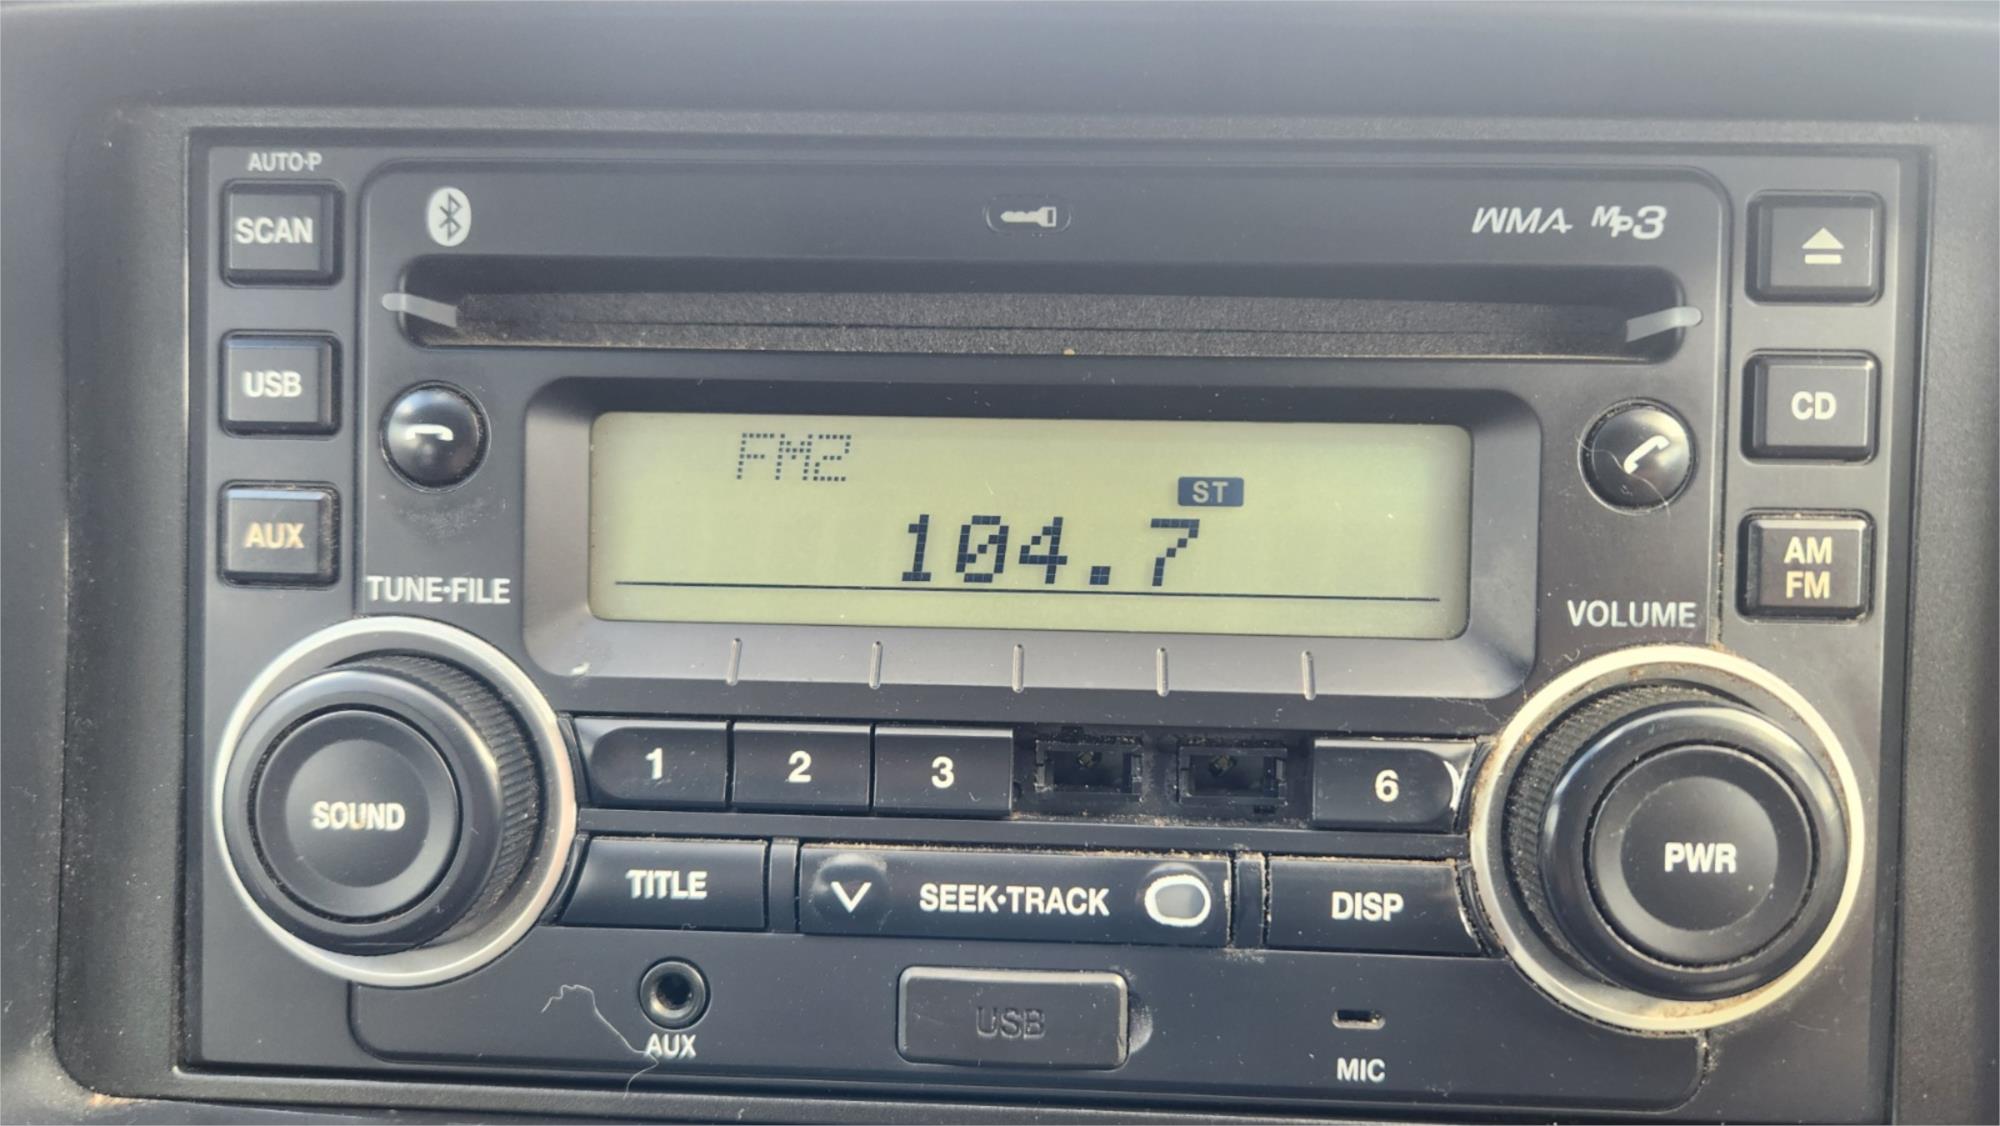 AUTO·P
SCAN
WMA MP3
USB
CD
AUX
AM
FM
FM2
ST
104.7
TUNE·FILE
VOLUME
1
2
3
6
SOUND
PWR
TITLE
SEEK·TRACK
DISP
AUX
USB
MIC